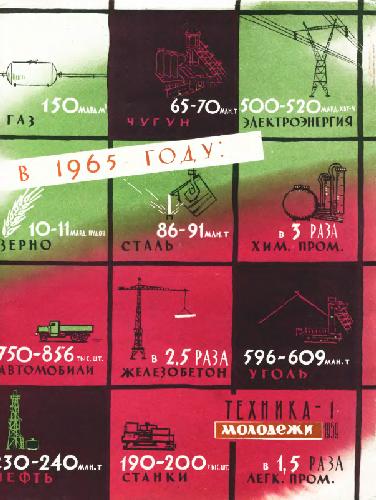 150 МЛРД.М³
ГАЗ
65-70 МЛН.Т
ЧУГУН
500-520 МЛРД.КВТ-Ч
ЭЛЕКТРОЭНЕРГИЯ
В 1965 ГОДУ:
10-11 МЛРД. ПУДОВ
ЗЕРНО
86-91 МЛН.Т
СТАЛЬ
В 3 РАЗА
ХИМ. ПРОМ.
750-856 ТЫС.ШТ.
АВТОМОБИЛИ
В 2,5 РАЗА
ЖЕЛЕЗОБЕТОН
596-609 МЛН.Т
УГОЛЬ
ТЕХНИКА-1
МОЛОДЕЖИ 1959
230-240 МЛН.Т
НЕФТЬ
190-200 ТЫС.ШТ.
СТАНКИ
В 1,5 РАЗА
ЛЕГК. ПРОМ.